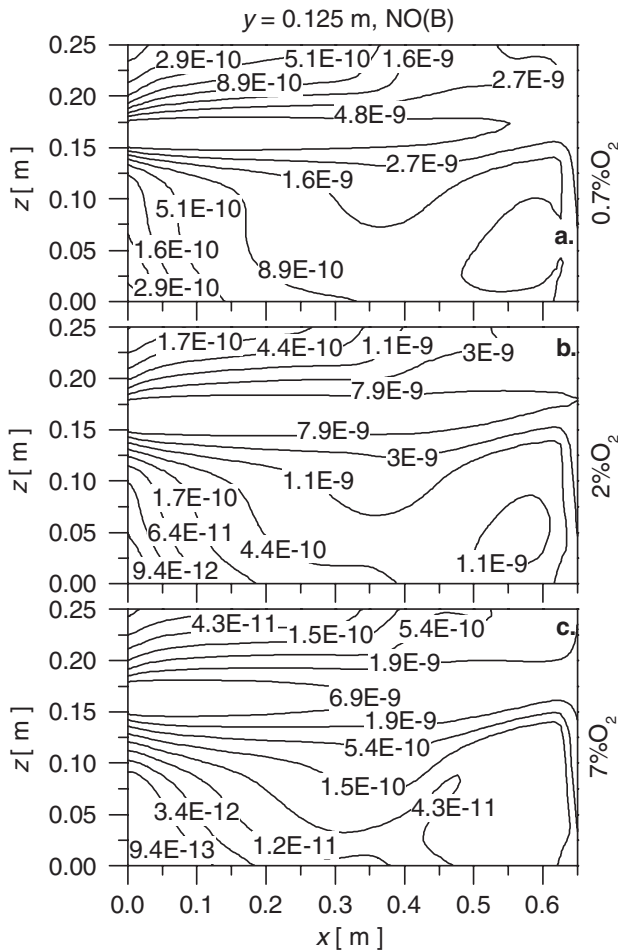 y = 0.125 m, NO(B)
0.25
0.20
0.15
0.10
0.05
0.00
z [ m ]
2.9E-10
5.1E-10
1.6E-9
8.9E-10
2.7E-9
4.8E-9
2.7E-9
1.6E-9
5.1E-10
1.6E-10
8.9E-10
2.9E-10
a.
0.7%O₂
0.25
0.20
0.15
0.10
0.05
0.00
z [ m ]
b.
1.7E-10
4.4E-10
1.1E-9
3E-9
7.9E-9
7.9E-9
3E-9
1.1E-9
1.7E-10
6.4E-11
4.4E-10
1.1E-9
9.4E-12
2%O₂
0.25
0.20
0.15
0.10
0.05
0.00
z [ m ]
c.
4.3E-11
1.5E-10
5.4E-10
1.9E-9
6.9E-9
1.9E-9
5.4E-10
1.5E-10
4.3E-11
3.4E-12
1.2E-11
9.4E-13
7%O₂
0.0 0.1 0.2 0.3 0.4 0.5 0.6
x [ m ]